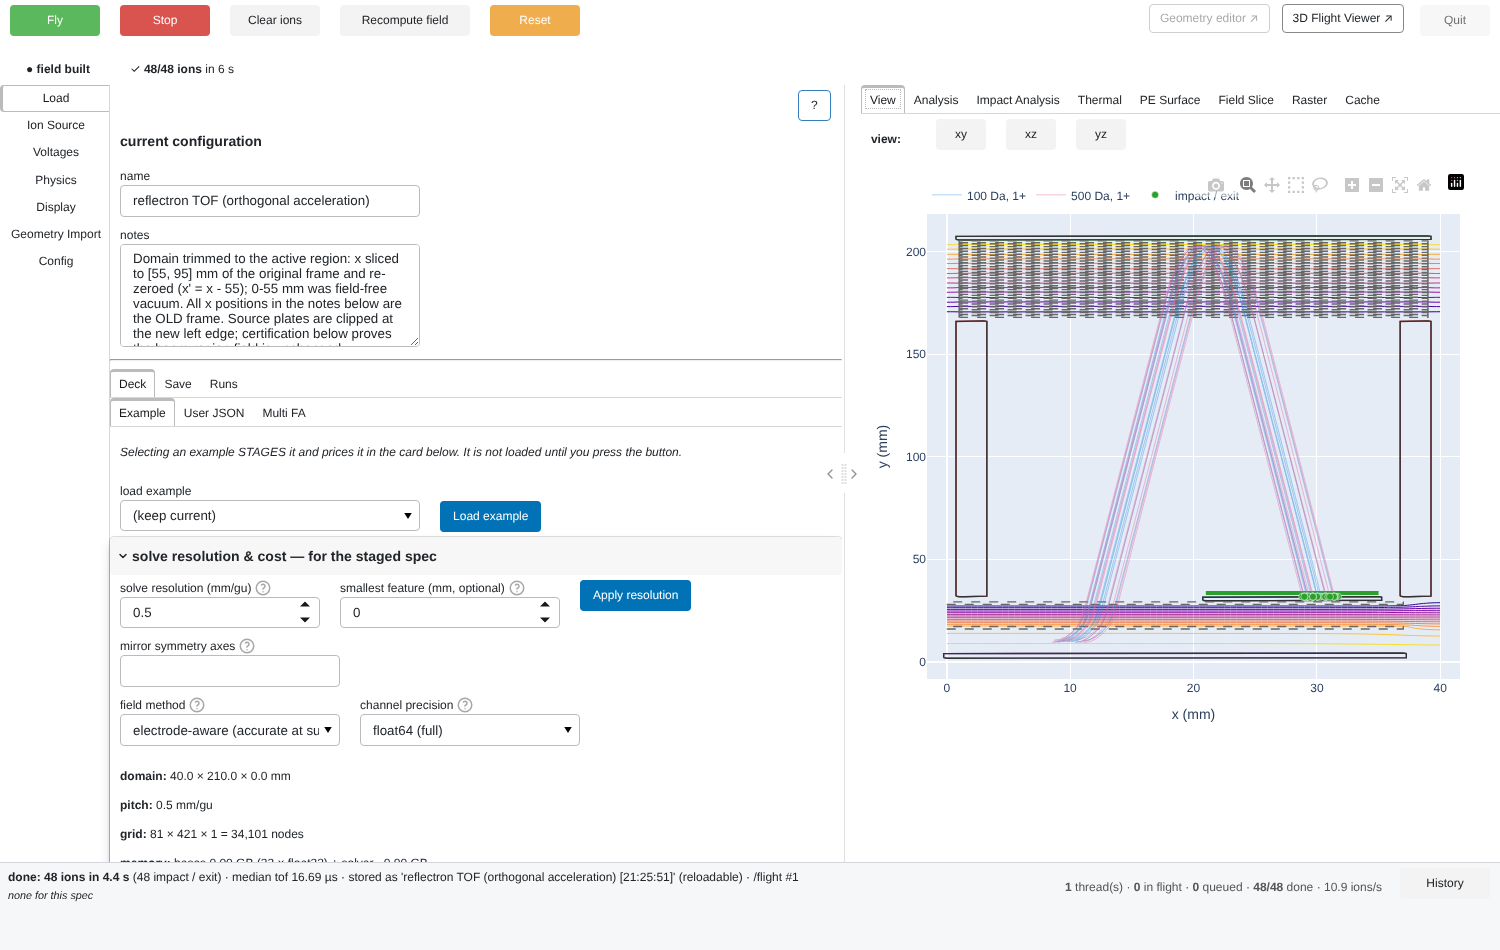 Fly
Stop
Clear ions
Recompute field
Reset
Geometry editor ↗
3D Flight Viewer ↗
Quit
● field built
✓ 48/48 ions in 6 s
Load
Ion Source
Voltages
Physics
Display
Geometry Import
Config
?
current configuration
name
reflectron TOF (orthogonal acceleration)
notes
Domain trimmed to the active region: x sliced
to [55, 95] mm of the original frame and re-
zeroed (x' = x - 55); 0-55 mm was field-free
vacuum. All x positions in the notes below are
the OLD frame. Source plates are clipped at
the new left edge; certification below proves
Deck
Save
Runs
Example
User JSON
Multi FA
Selecting an example STAGES it and prices it in the card below. It is not loaded until you press the button.
load example
(keep current)
Load example
solve resolution & cost — for the staged spec
solve resolution (mm/gu) ?
smallest feature (mm, optional) ?
0.5
0
Apply resolution
mirror symmetry axes ?
field method ?
channel precision ?
electrode-aware (accurate at su
float64 (full)
domain: 40.0 × 210.0 × 0.0 mm
pitch: 0.5 mm/gu
grid: 81 × 421 × 1 = 34,101 nodes
View
Analysis
Impact Analysis
Thermal
PE Surface
Field Slice
Raster
Cache
view:
xy
xz
yz
100 Da, 1+
500 Da, 1+
impact / exit
200
150
100
50
0
y (mm)
0
10
20
30
40
x (mm)
done: 48 ions in 4.4 s (48 impact / exit) · median tof 16.69 µs · stored as 'reflectron TOF (orthogonal acceleration) [21:25:51]' (reloadable) · /flight #1
none for this spec
1 thread(s) · 0 in flight · 0 queued · 48/48 done · 10.9 ions/s
History